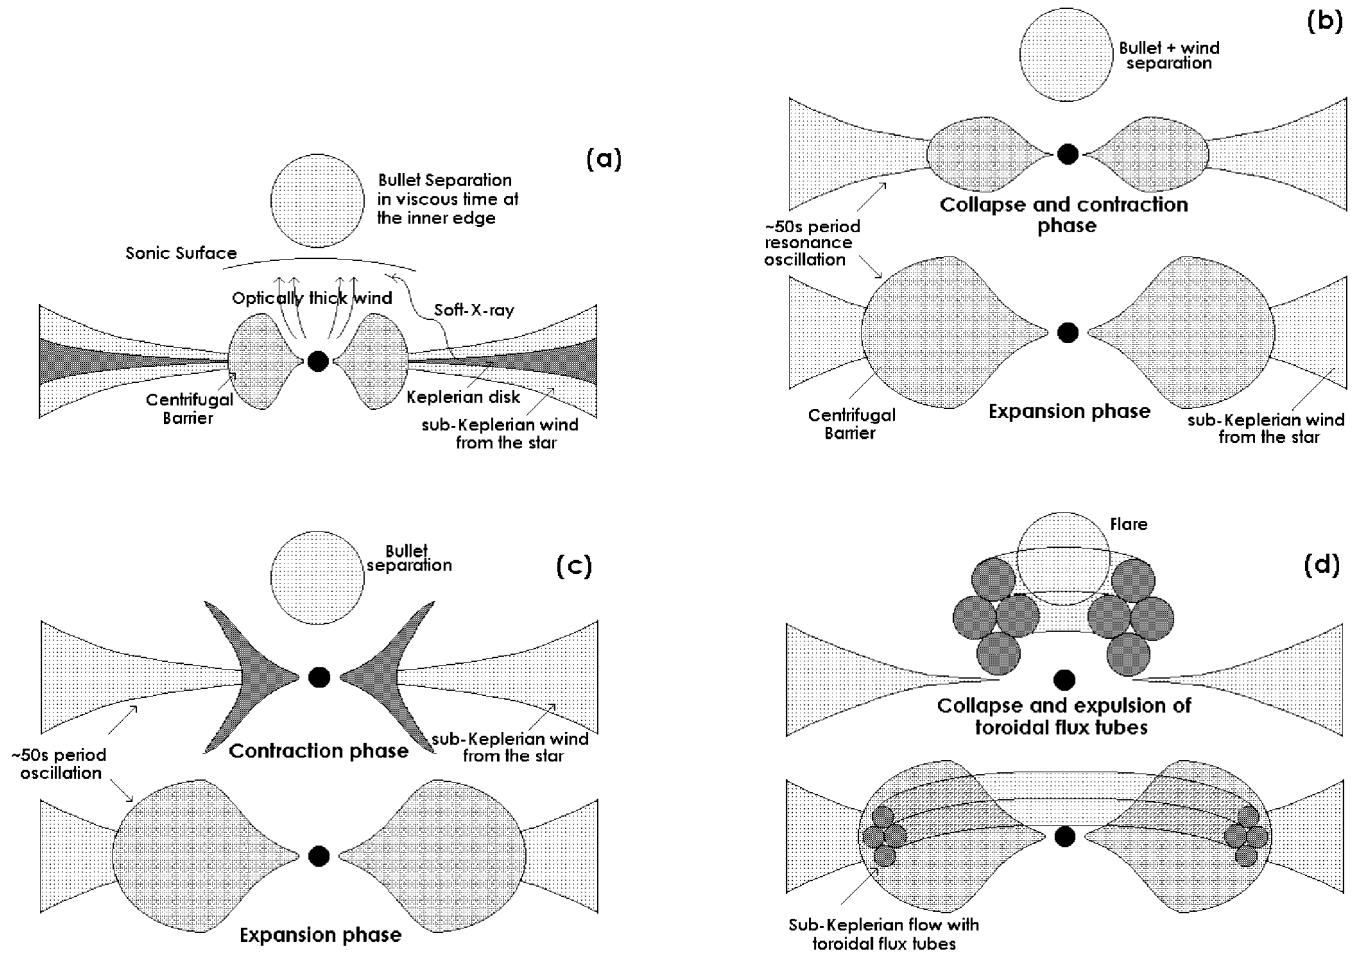 (a)
Bullet Separation
in viscous time at
the inner edge
Sonic Surface
Optically thick wind
Soft-X-ray
Centrifugal
Barrier
Keplerian disk
sub-Keplerian wind
from the star
(b)
Bullet + wind
separation
Collapse and contraction
phase
~50s period
resonance
oscillation
Centrifugal
Barrier
Expansion phase
sub-Keplerian wind
from the star
(c)
Bullet
separation
Contraction phase
sub-Keplerian wind
from the star
~50s period
oscillation
Expansion phase
(d)
Flare
Collapse and expulsion of
toroidal flux tubes
Sub-Keplerian flow with
toroidal flux tubes